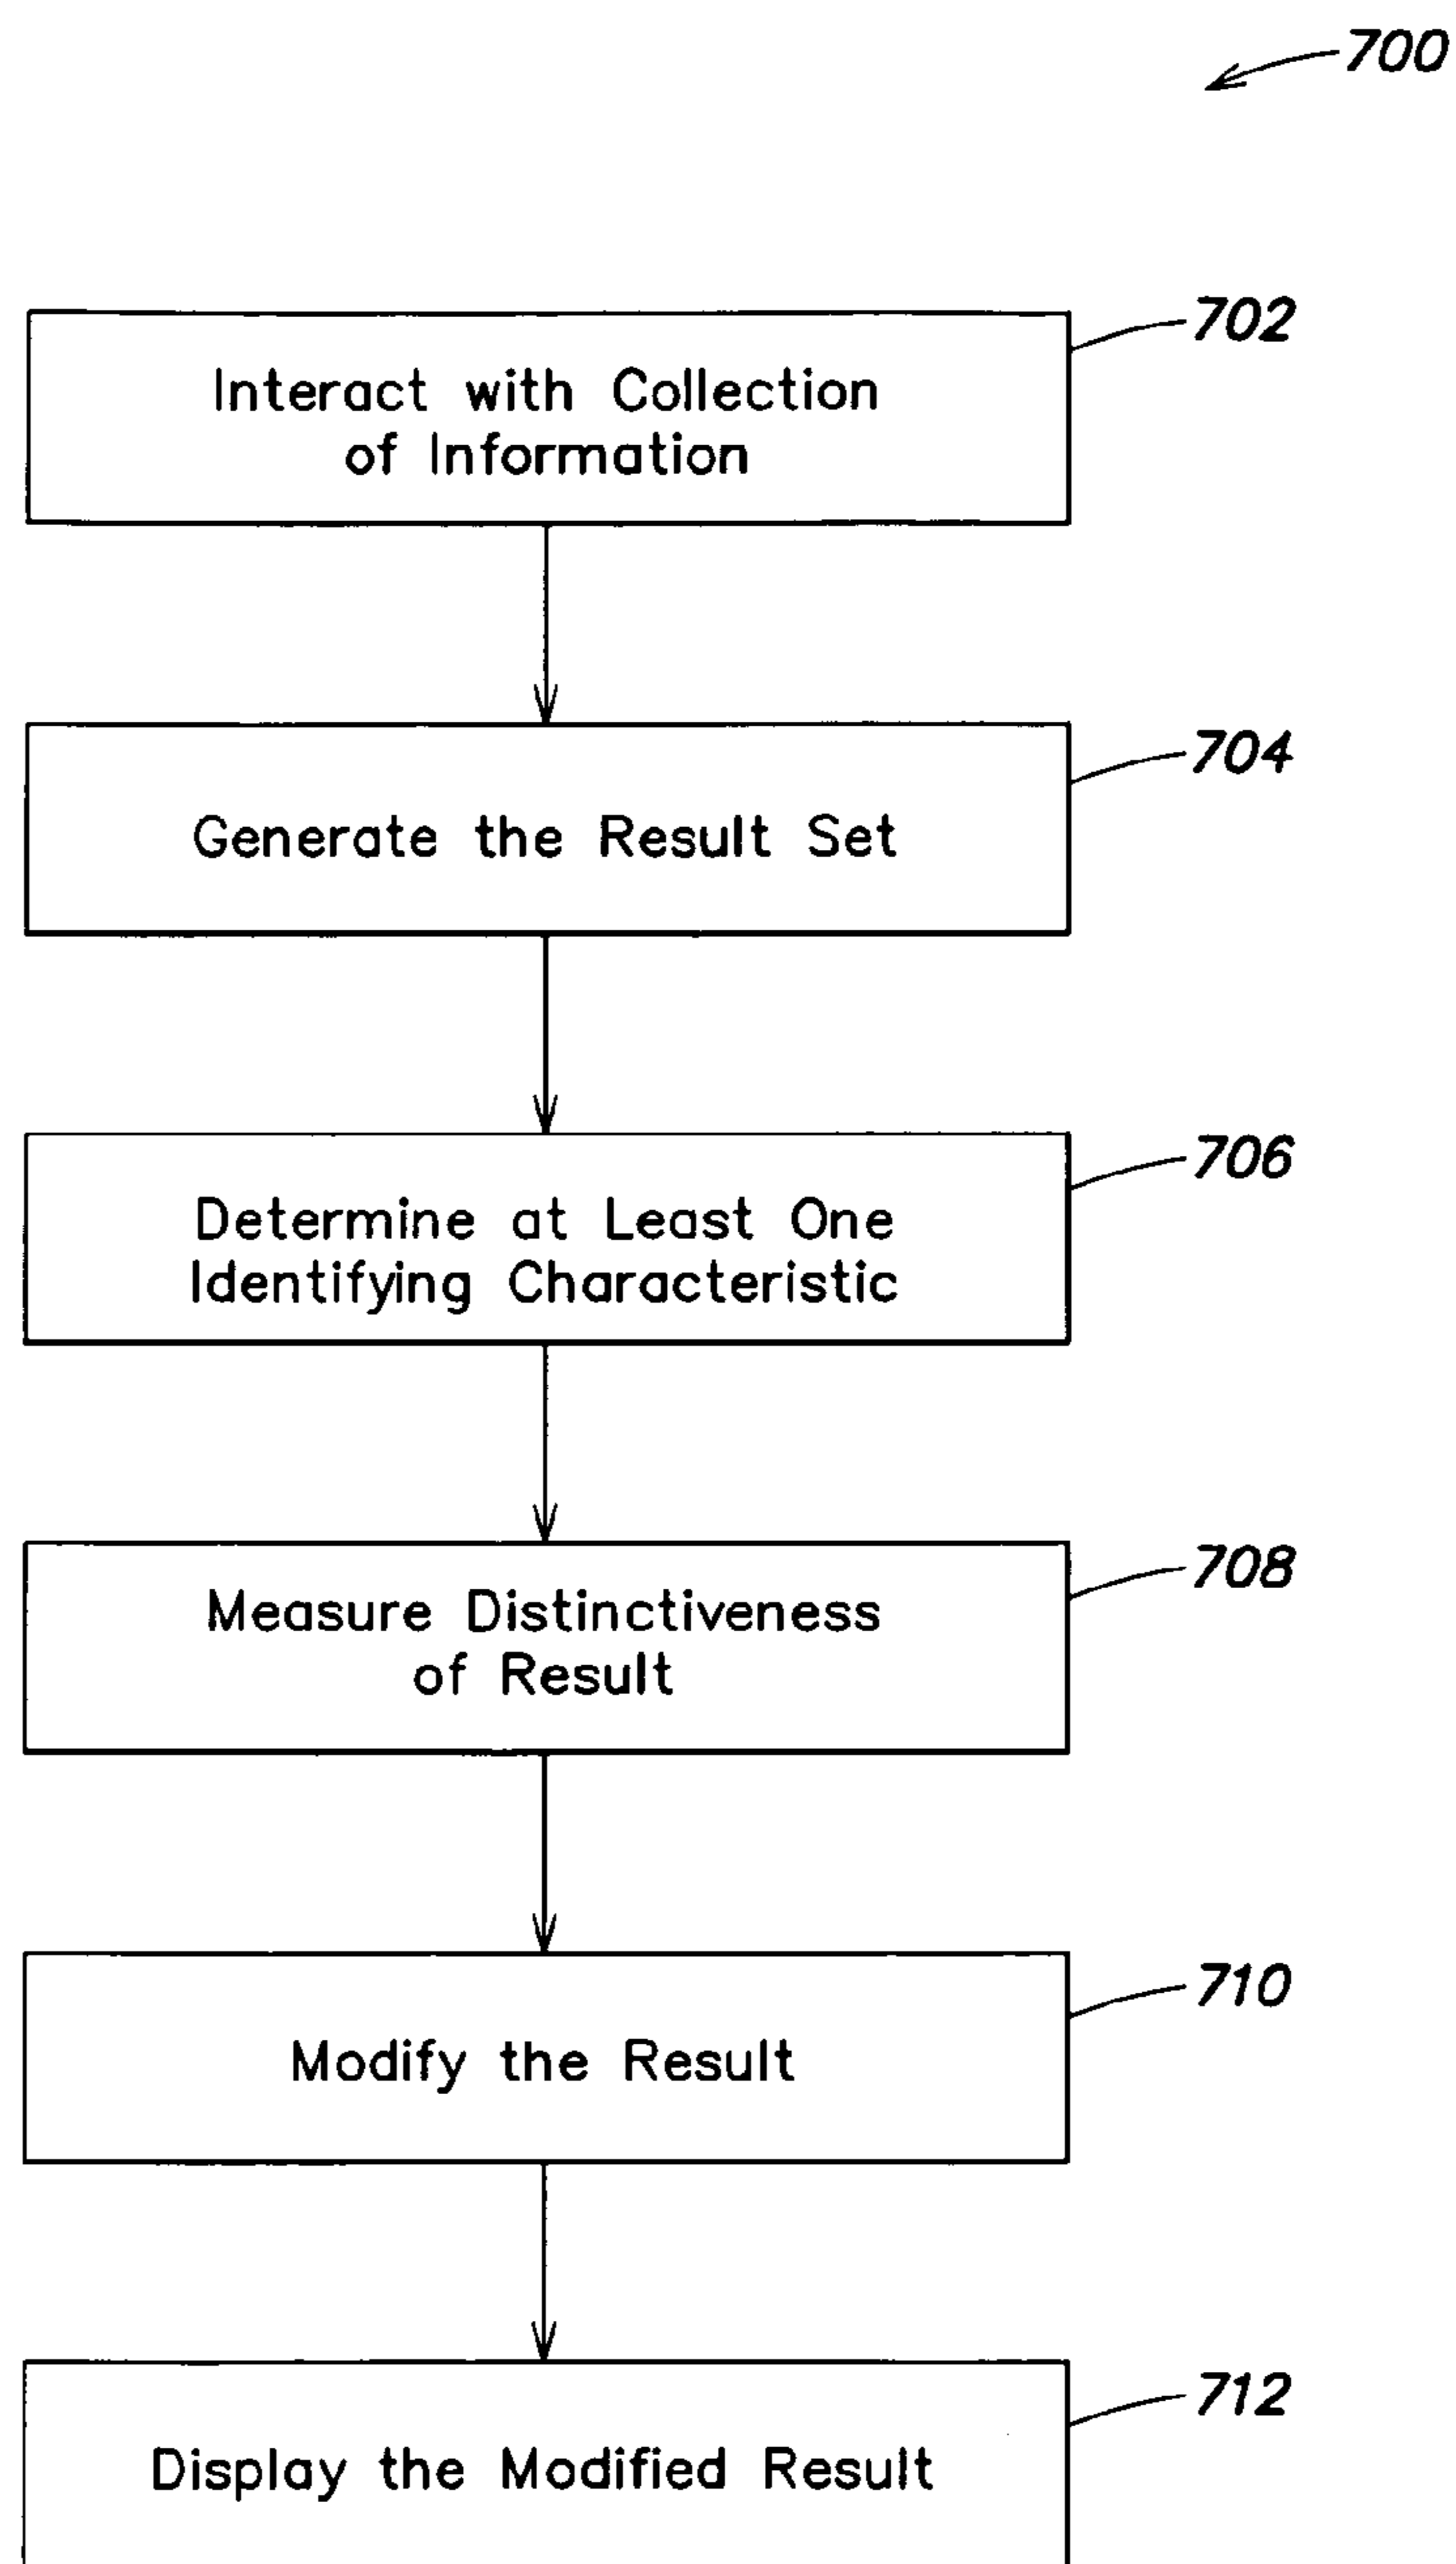 700
702
Interact with Collection
of Information
704
Generate the Result Set
706
Determine at Least One
Identifying Characteristic
708
Measure Distinctiveness
of Result
710
Modify the Result
712
Display the Modified Result